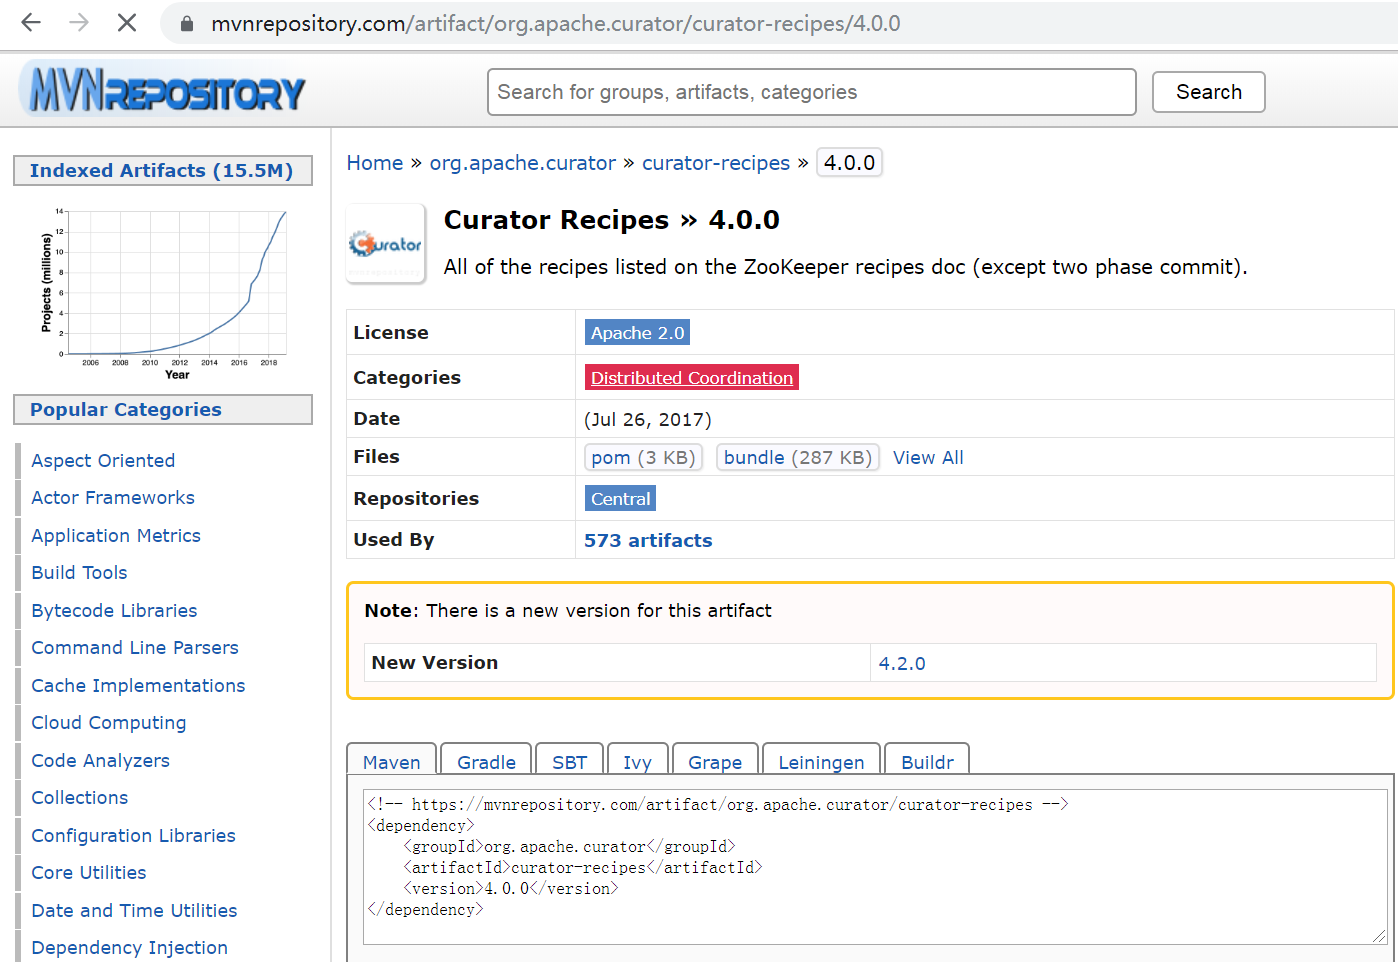 mvnrepository.com/artifact/org.apache.curator/curator-recipes/4.0.0
MVNREPOSITORY
Search for groups, artifacts, categories
Search
Indexed Artifacts (15.5M)
Projects (millions)
14
12
10
8
6
4
2
0
2006 2008 2010 2012 2014 2016 2018
Year
Popular Categories
Aspect Oriented
Actor Frameworks
Application Metrics
Build Tools
Bytecode Libraries
Command Line Parsers
Cache Implementations
Cloud Computing
Code Analyzers
Collections
Configuration Libraries
Core Utilities
Date and Time Utilities
Dependency Injection
Home » org.apache.curator » curator-recipes » 4.0.0
Curator
Curator Recipes » 4.0.0
All of the recipes listed on the ZooKeeper recipes doc (except two phase commit).
License Apache 2.0
Categories Distributed Coordination
Date (Jul 26, 2017)
Files pom (3 KB) bundle (287 KB) View All
Repositories Central
Used By 573 artifacts
Note: There is a new version for this artifact
New Version 4.2.0
Maven Gradle SBT Ivy Grape Leiningen Buildr
<!-- https://mvnrepository.com/artifact/org.apache.curator/curator-recipes -->
<dependency>
    <groupId>org.apache.curator</groupId>
    <artifactId>curator-recipes</artifactId>
    <version>4.0.0</version>
</dependency>